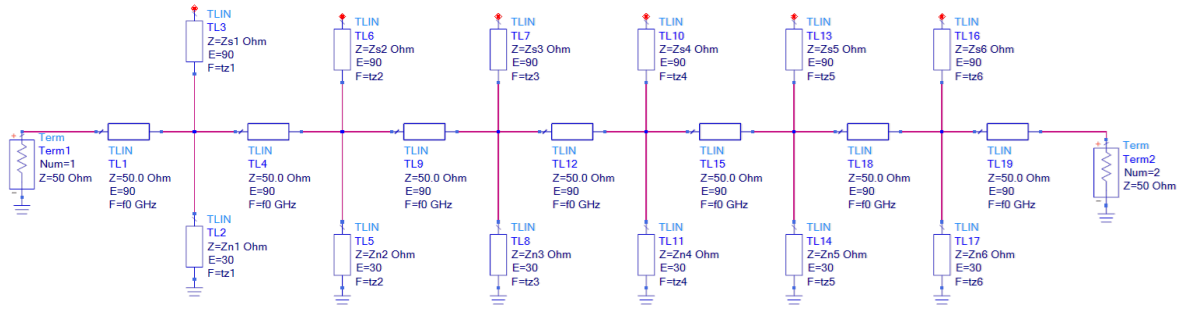 TLIN
TL3
Z=Zs1 Ohm
E=90
F=tz1
TLIN
TL6
Z=Zs2 Ohm
E=90
F=tz2
TLIN
TL7
Z=Zs3 Ohm
E=90
F=tz3
TLIN
TL10
Z=Zs4 Ohm
E=90
F=tz4
TLIN
TL13
Z=Zs5 Ohm
E=90
F=tz5
TLIN
TL16
Z=Zs6 Ohm
E=90
F=tz6
Term
Term1
Num=1
Z=50 Ohm
TLIN
TL1
Z=50.0 Ohm
E=90
F=f0 GHz
TLIN
TL4
Z=50.0 Ohm
E=90
F=f0 GHz
TLIN
TL9
Z=50.0 Ohm
E=90
F=f0 GHz
TLIN
TL12
Z=50.0 Ohm
E=90
F=f0 GHz
TLIN
TL15
Z=50.0 Ohm
E=90
F=f0 GHz
TLIN
TL18
Z=50.0 Ohm
E=90
F=f0 GHz
TLIN
TL19
Z=50.0 Ohm
E=90
F=f0 GHz
Term
Term2
Num=2
Z=50 Ohm
TLIN
TL2
Z=Zn1 Ohm
E=30
F=tz1
TLIN
TL5
Z=Zn2 Ohm
E=30
F=tz2
TLIN
TL8
Z=Zn3 Ohm
E=30
F=tz3
TLIN
TL11
Z=Zn4 Ohm
E=30
F=tz4
TLIN
TL14
Z=Zn5 Ohm
E=30
F=tz5
TLIN
TL17
Z=Zn6 Ohm
E=30
F=tz6